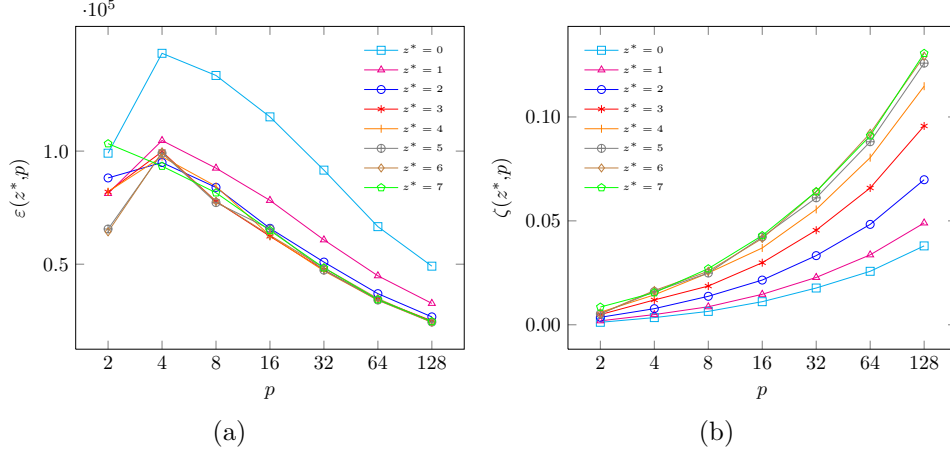 ·10⁵
1.0
0.5
ε(z*,p)
z* = 0
z* = 1
z* = 2
z* = 3
z* = 4
z* = 5
z* = 6
z* = 7
2 4 8 16 32 64 128
p
(a)
0.10
0.05
0.00
ζ(z*,p)
z* = 0
z* = 1
z* = 2
z* = 3
z* = 4
z* = 5
z* = 6
z* = 7
2 4 8 16 32 64 128
p
(b)